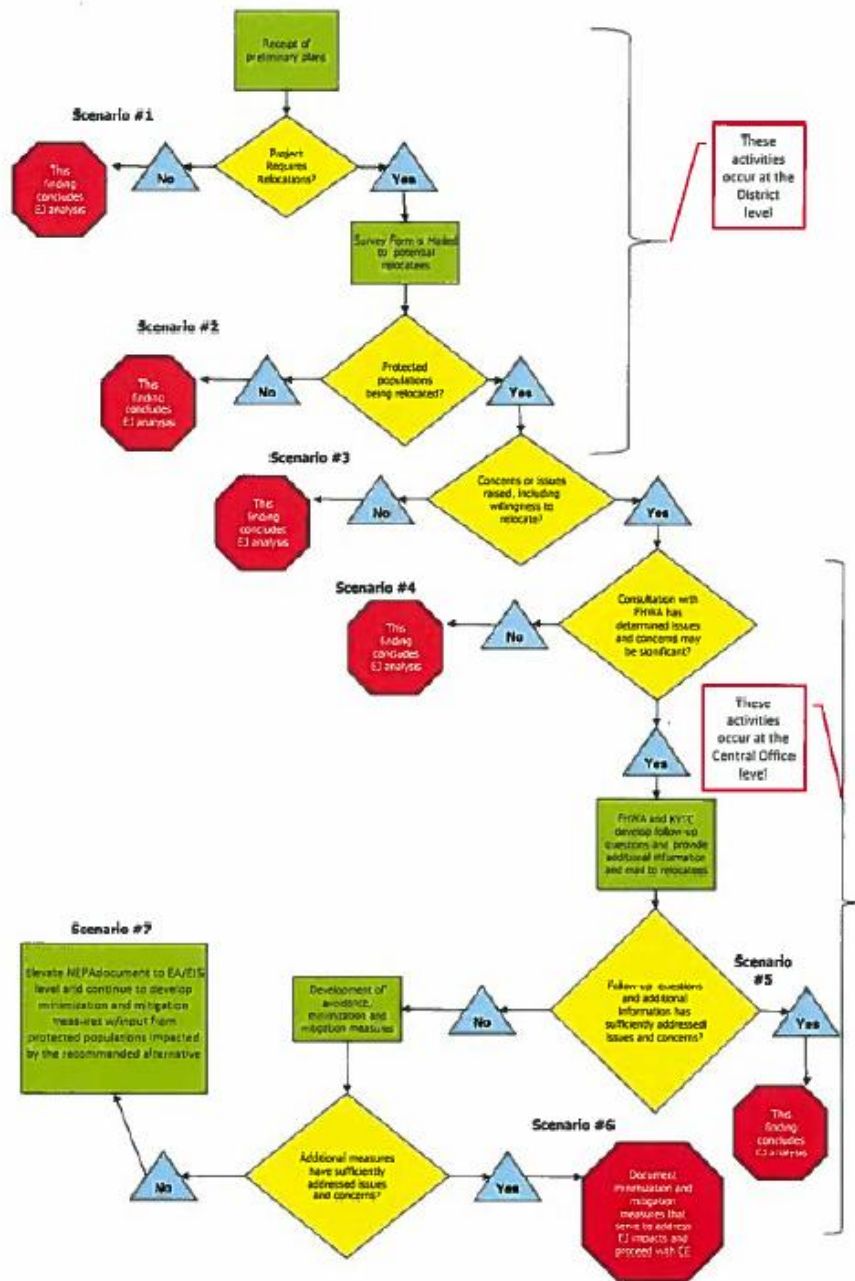 Receipt of
preliminary plans
Scenario #1
This
finding
concludes
EJ analysis
No
Project
Requires
Relocations?
Yes
These
activities
occur at the
District
level
Survey Form is Mailed
to potential
relocatees
Scenario #2
This
finding
concludes
EJ analysis
No
Protected
populations
being relocated?
Yes
Scenario #3
This
finding
concludes
EJ analysis
No
Concerns or issues
raised, including
willingness to
relocate?
Yes
Scenario #4
This
finding
concludes
EJ analysis
No
Consultation with
FHWA has
determined issues
and concerns may
be significant?
These
activities
occur at the
Central Office
level
Yes
FHWA and KYTC
develop follow-up
questions and provide
additional information
and mail to relocatees
Scenario #7
Elevate NEPA document to EA/EIS
level and continue to develop
minimization and mitigation
measures w/input from
protected populations impacted
by the recommended alternative
Development of
avoidance,
minimization and
mitigation measures
No
Follow-up questions
and additional
Information has
sufficiently addressed
issues and concerns?
Scenario
#5
Yes
This
finding
concludes
EJ analysis
No
Additional measures
have sufficiently
addressed issues
and concerns?
Yes
Scenario #6
Document
minimization and
mitigation
measures that
serve to address
EJ impacts and
proceed with CE